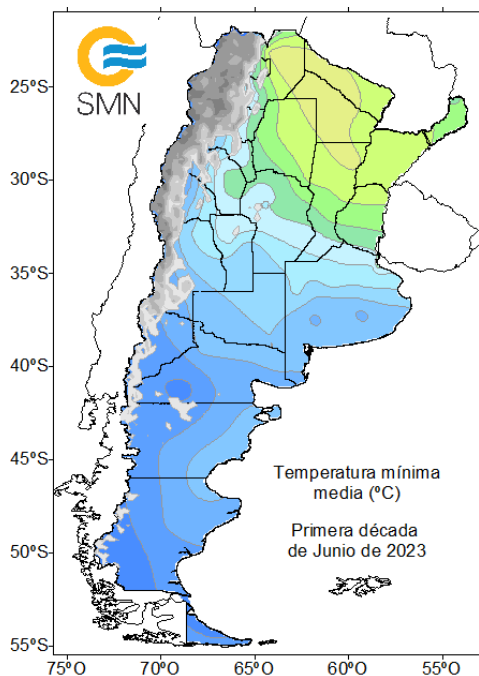 SMN
25°S
30°S
35°S
40°S
45°S
50°S
55°S
Temperatura mínima
media (ºC)
Primera década
de Junio de 2023
75°O
70°O
65°O
60°O
55°O